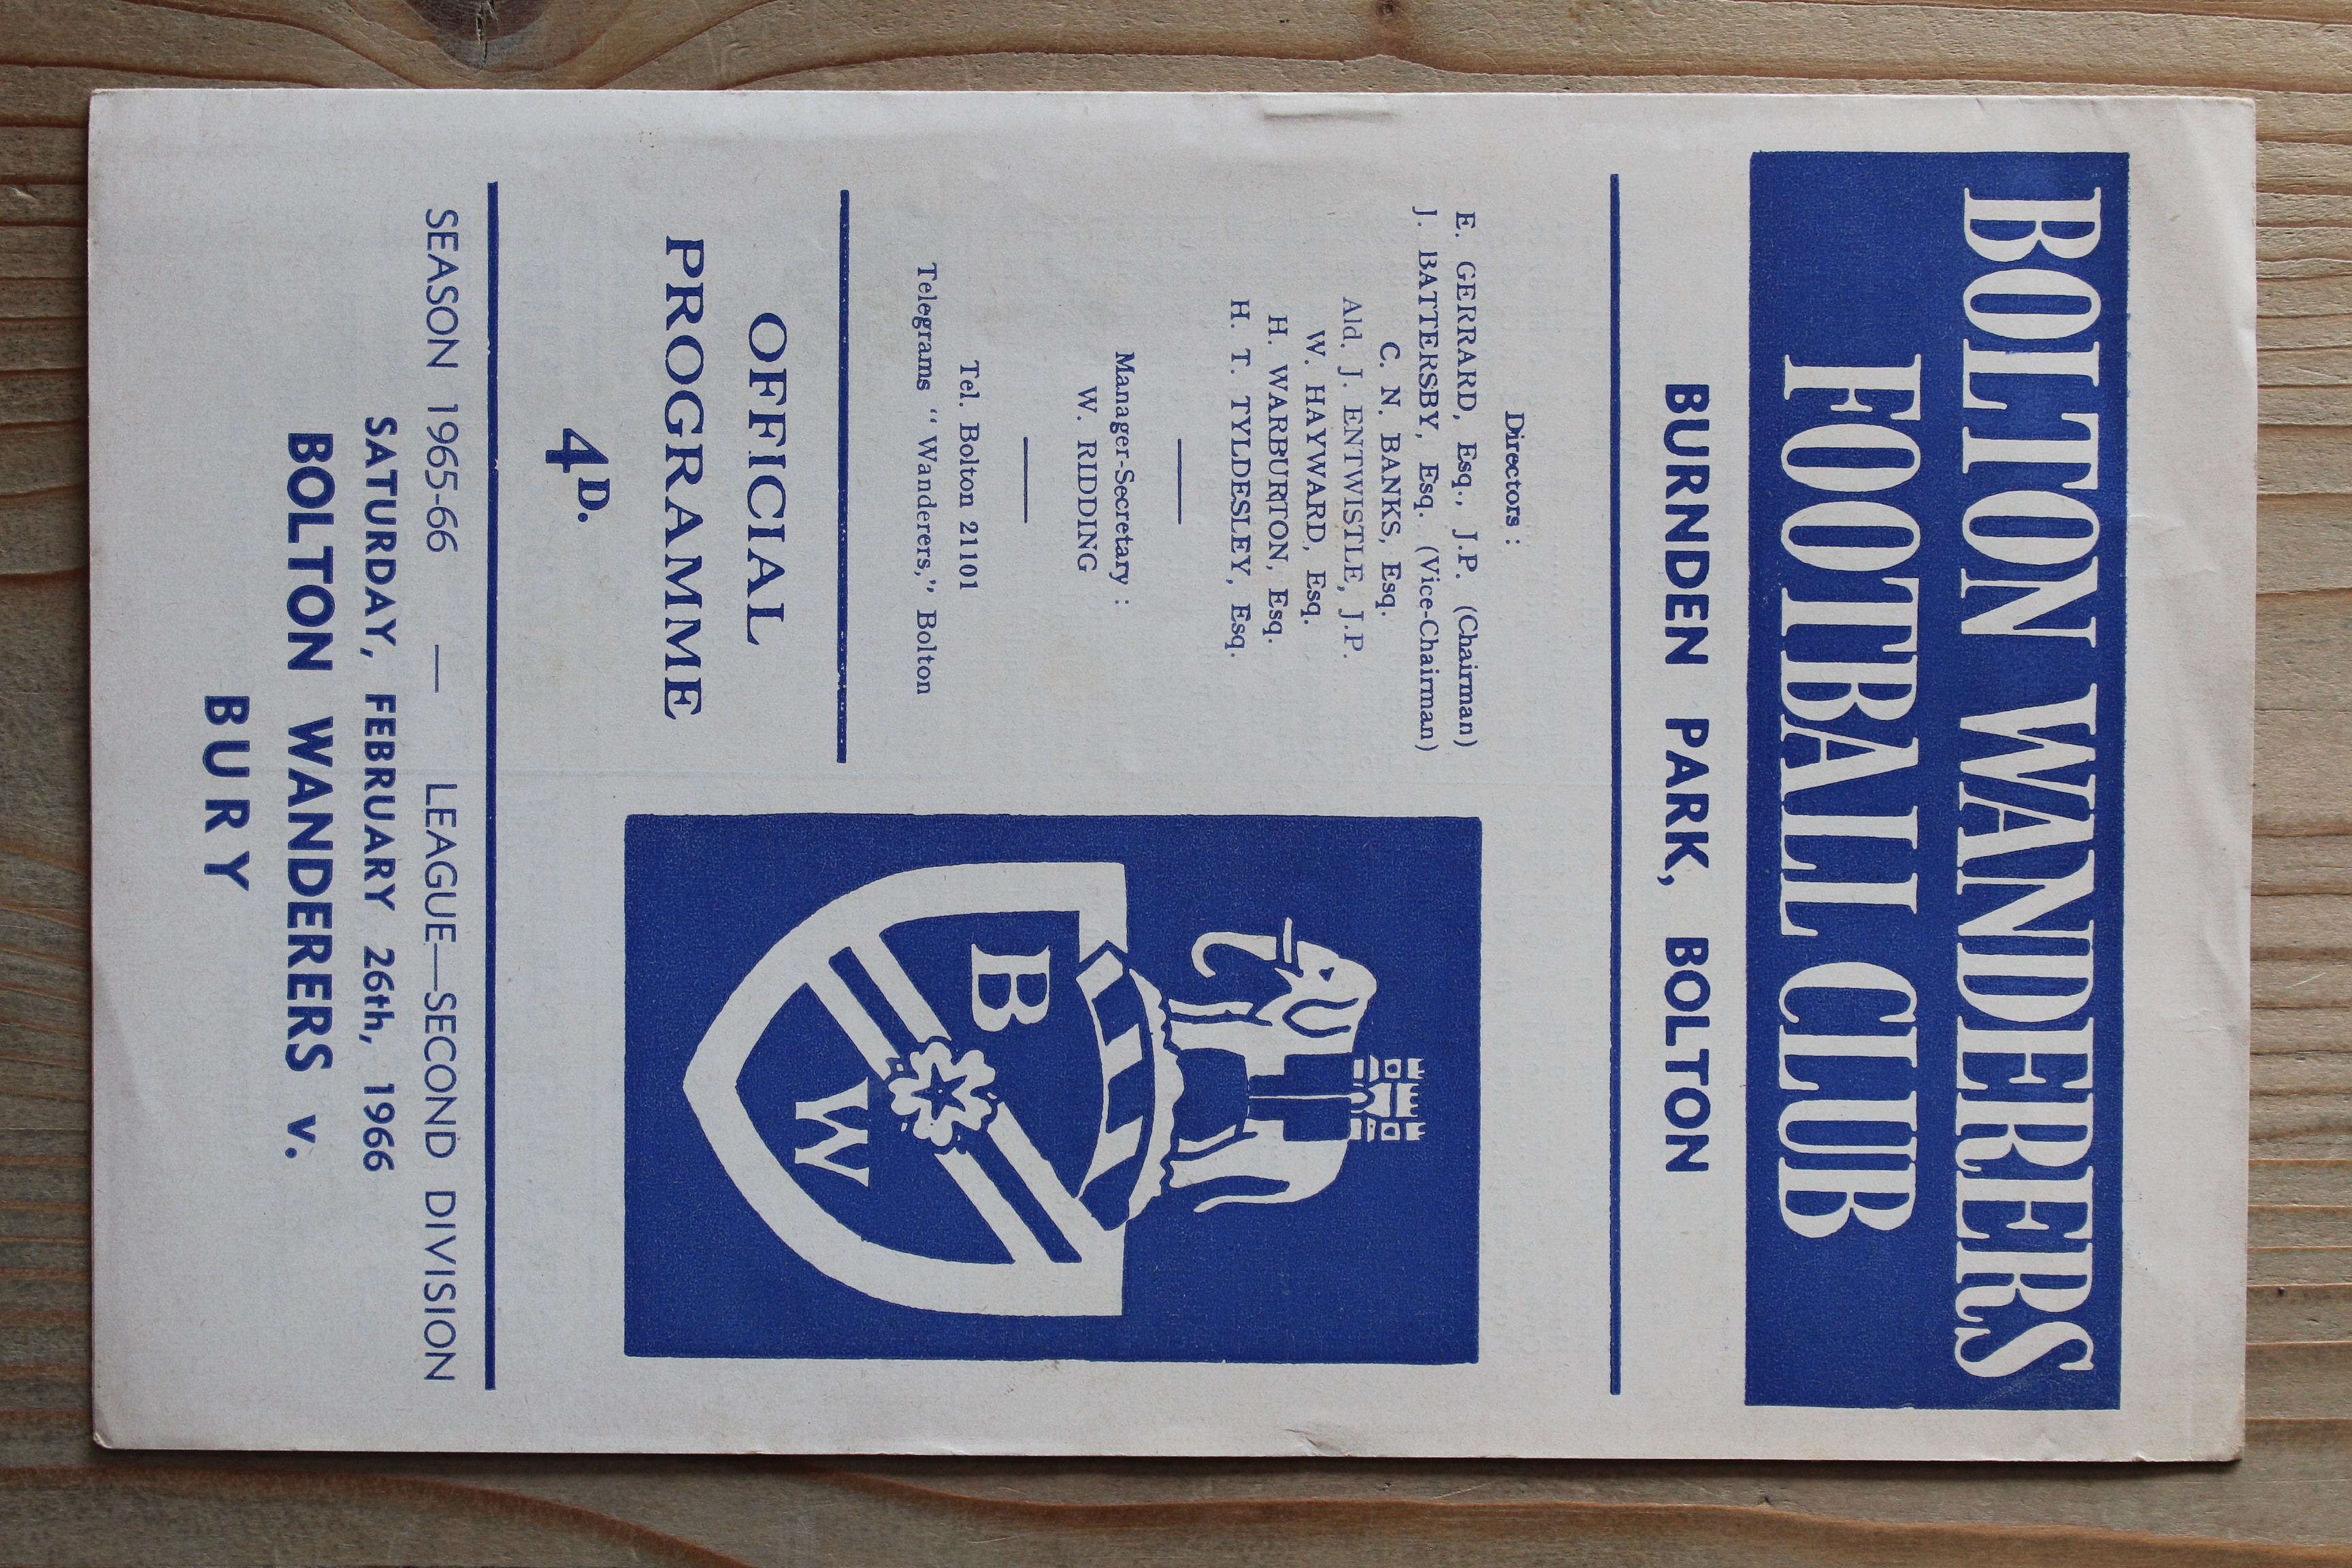 BOLTON WANDERERS
FOOTBALL CLUB
BURNDEN PARK, BOLTON
Directors :
E. GERRARD, Esq., J.P. (Chairman)
J. BATTERSBY, Esq. (Vice-Chairman)
C. N. BANKS, Esq.
Ald. J. ENTWISTLE, J.P.
W. HAYWARD, Esq.
H. WARBURTON, Esq.
H. T. TYLDESLEY, Esq.
Manager-Secretary :
W. RIDDING
Tel. Bolton 21101
Telegrams “ Wanderers,” Bolton
OFFICIAL
PROGRAMME
4D.
B
W
SEASON 1965-66 — LEAGUE—SECOND DIVISION
SATURDAY, FEBRUARY 26th, 1966
BOLTON WANDERERS v.
BURY